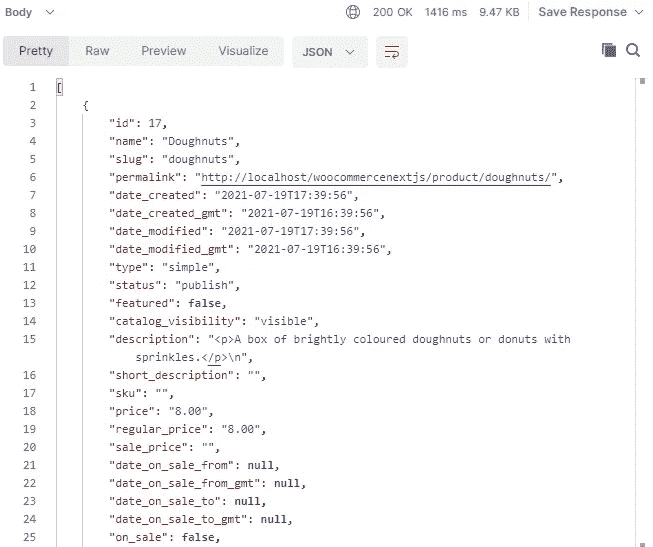 Body 200 OK 1416 ms 9.47 KB Save Response
Pretty Raw Preview Visualize JSON
1 [
2 {
3 "id": 17,
4 "name": "Doughnuts",
5 "slug": "doughnuts",
6 "permalink": "http://localhost/woocommercenextjs/product/doughnuts/",
7 "date_created": "2021-07-19T17:39:56",
8 "date_created_gmt": "2021-07-19T16:39:56",
9 "date_modified": "2021-07-19T17:39:56",
10 "date_modified_gmt": "2021-07-19T16:39:56",
11 "type": "simple",
12 "status": "publish",
13 "featured": false,
14 "catalog_visibility": "visible",
15 "description": "<p>A box of brightly coloured doughnuts or donuts with
sprinkles.</p>\n",
16 "short_description": "",
17 "sku": "",
18 "price": "8.00",
19 "regular_price": "8.00",
20 "sale_price": "",
21 "date_on_sale_from": null,
22 "date_on_sale_from_gmt": null,
23 "date_on_sale_to": null,
24 "date_on_sale_to_gmt": null,
25 "on_sale": false,